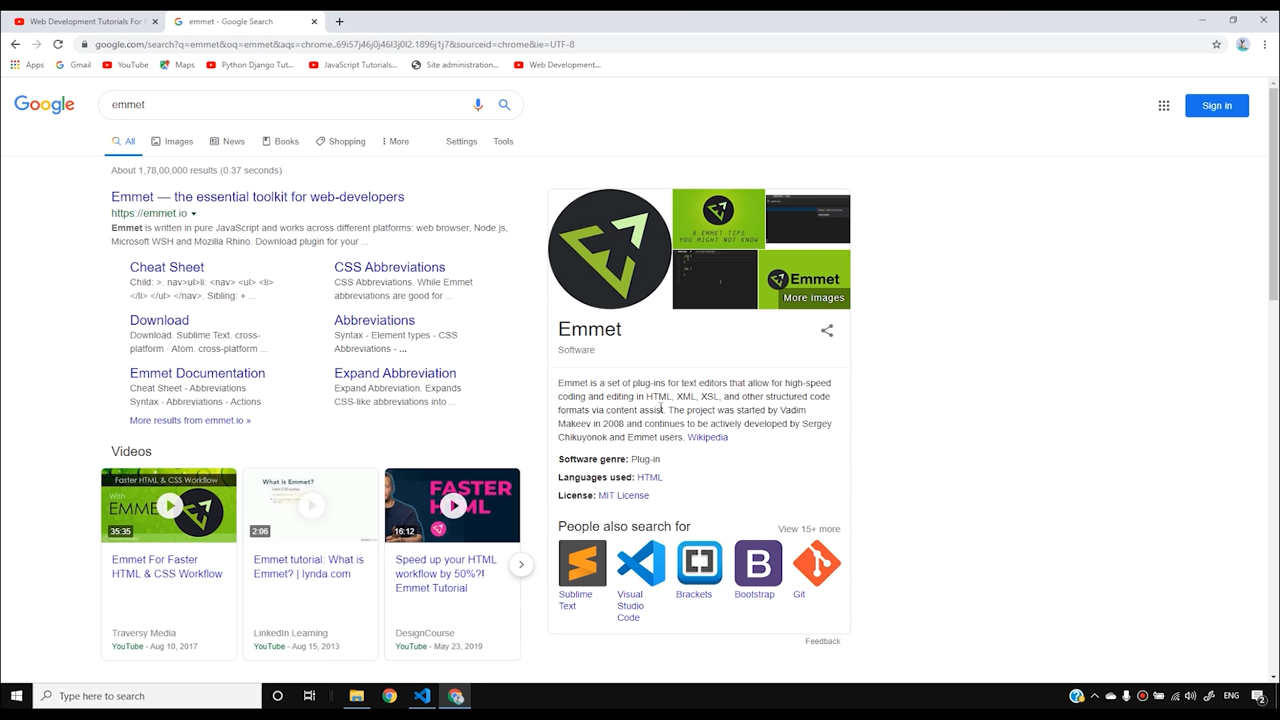 Web Development Tutorials For
emmet - Google Search
google.com/search?q=emmet&oq=emmet&aqs=chrome..69i57j46j0j46l3j0l2.1896j1j7&sourceid=chrome&ie=UTF-8
Apps
Gmail
YouTube
Maps
Python Django Tut...
JavaScript Tutorials...
Site administration...
Web Development...
Google
emmet
Sign in
All
Images
News
Books
Shopping
More
Settings
Tools
About 1,78,00,000 results (0.37 seconds)
Emmet — the essential toolkit for web-developers
https://emmet.io
Emmet is written in pure JavaScript and works across different platforms: web browser, Node.js,
Microsoft WSH and Mozilla Rhino. Download plugin for your ...
Cheat Sheet
Child: >. nav>ul>li: <nav> <ul> <li>
</li> </ul> </nav>. Sibling: + ...
CSS Abbreviations
CSS Abbreviations. While Emmet
abbreviations are good for ...
Download
Download. Sublime Text. cross-
platform · Atom. cross-platform ...
Abbreviations
Syntax - Element types - CSS
Abbreviations - ...
Emmet Documentation
Cheat Sheet - Abbreviations
Syntax - Abbreviations - Actions
Expand Abbreviation
Expand Abbreviation. Expands
CSS-like abbreviations into ...
More results from emmet.io »
Videos
Faster HTML & CSS Workflow
With
EMMET
35:35
Emmet For Faster
HTML & CSS Workflow
Traversy Media
YouTube - Aug 10, 2017
What is Emmet?
2:06
Emmet tutorial: What is
Emmet? | lynda.com
LinkedIn Learning
YouTube - Aug 15, 2013
FASTER
HTML
16:12
Speed up your HTML
workflow by 50%?!
Emmet Tutorial
DesignCourse
YouTube - May 23, 2019
8 EMMET TIPS
YOU MIGHT NOT KNOW
Emmet
More images
Emmet
Software
Emmet is a set of plug-ins for text editors that allow for high-speed
coding and editing in HTML, XML, XSL, and other structured code
formats via content assist. The project was started by Vadim
Makeev in 2008 and continues to be actively developed by Sergey
Chikuyonok and Emmet users. Wikipedia
Software genre: Plug-in
Languages used: HTML
License: MIT License
People also search for
View 15+ more
Sublime
Text
Visual
Studio
Code
Brackets
Bootstrap
Git
Feedback
Type here to search
ENG
2